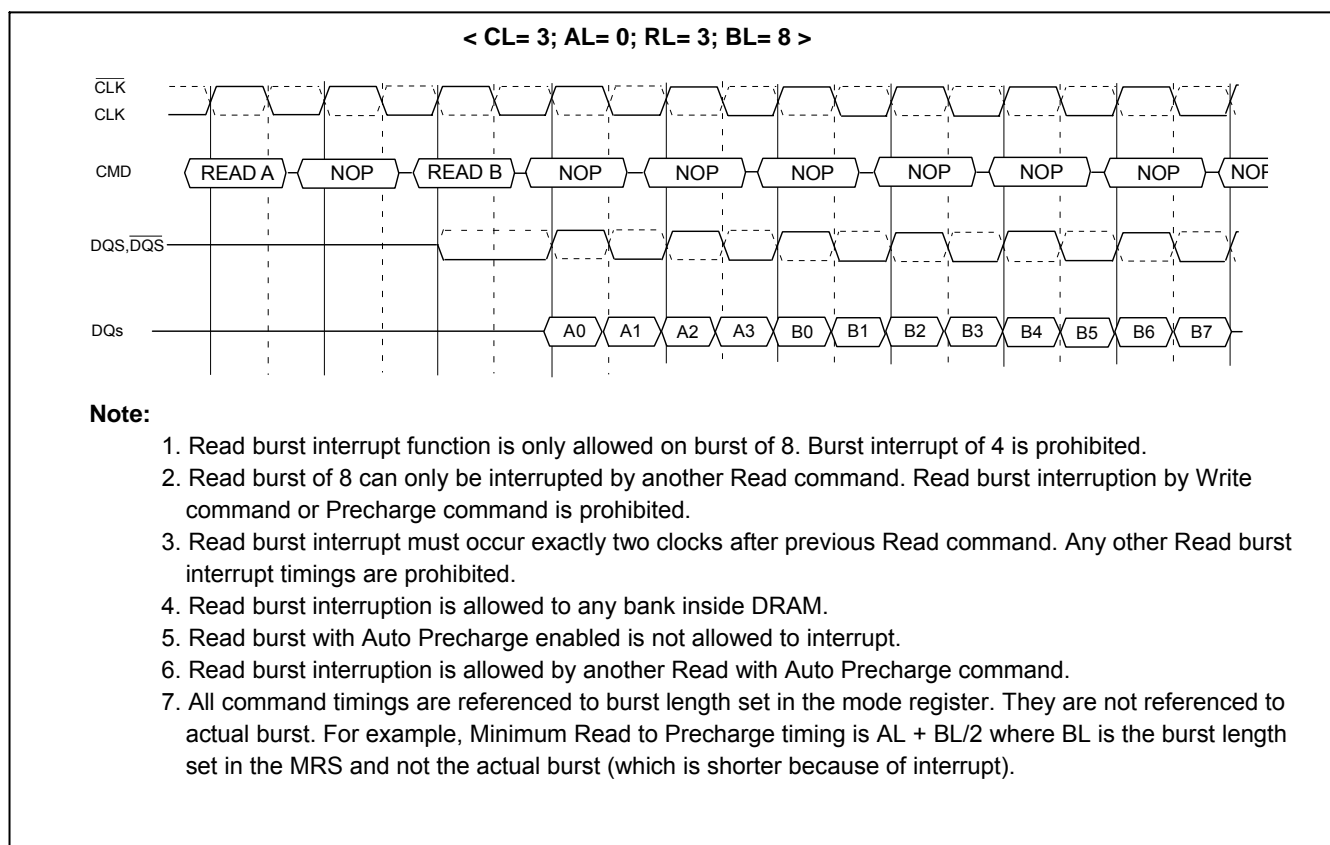 < CL= 3; AL= 0; RL= 3; BL= 8 >
CLK
CLK
CMD
READ A
NOP
READ B
NOP
NOP
NOP
NOP
NOP
NOP
NOP
DQS,DQS
DQs
A0
A1
A2
A3
B0
B1
B2
B3
B4
B5
B6
B7
Note:
1. Read burst interrupt function is only allowed on burst of 8. Burst interrupt of 4 is prohibited.
2. Read burst of 8 can only be interrupted by another Read command. Read burst interruption by Write
command or Precharge command is prohibited.
3. Read burst interrupt must occur exactly two clocks after previous Read command. Any other Read burst
interrupt timings are prohibited.
4. Read burst interruption is allowed to any bank inside DRAM.
5. Read burst with Auto Precharge enabled is not allowed to interrupt.
6. Read burst interruption is allowed by another Read with Auto Precharge command.
7. All command timings are referenced to burst length set in the mode register. They are not referenced to
actual burst. For example, Minimum Read to Precharge timing is AL + BL/2 where BL is the burst length
set in the MRS and not the actual burst (which is shorter because of interrupt).